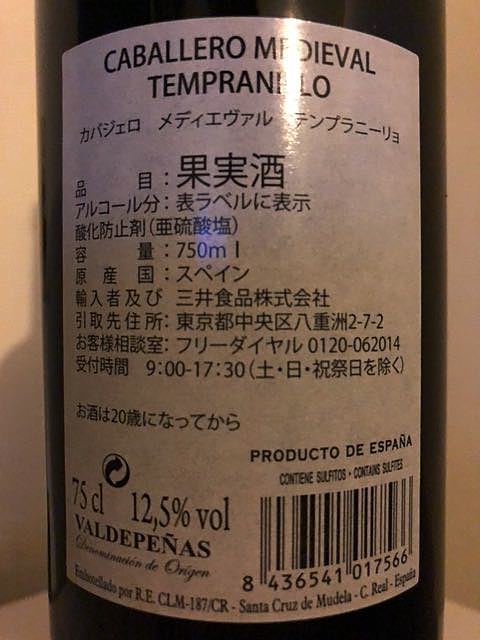 CABALLERO MEDIEVAL
TEMPRANILLO
カバジェロ メディエヴァル テンプラニーリョ
品 目:果実酒
アルコール分:表ラベルに表示
酸化防止剤(亜硫酸塩)
容 量:750ml
原 産 国:スペイン
輸入者及び 三井食品株式会社
引取先住所:東京都中央区八重洲2-7-2
お客様相談室:フリーダイヤル 0120-062014
受付時間 9:00-17:30(土・日・祝祭日を除く)
お酒は20歳になってから
PRODUCTO DE ESPAÑA
CONTIENE SULFITOS - CONTAINS SULFITES
75 cl 12,5% vol
VALDEPEÑAS
Denominación de Origen
8 436541 017566
Embotellado por R.E. CLM-187/CR - Santa Cruz de Mudela - C. Real - España